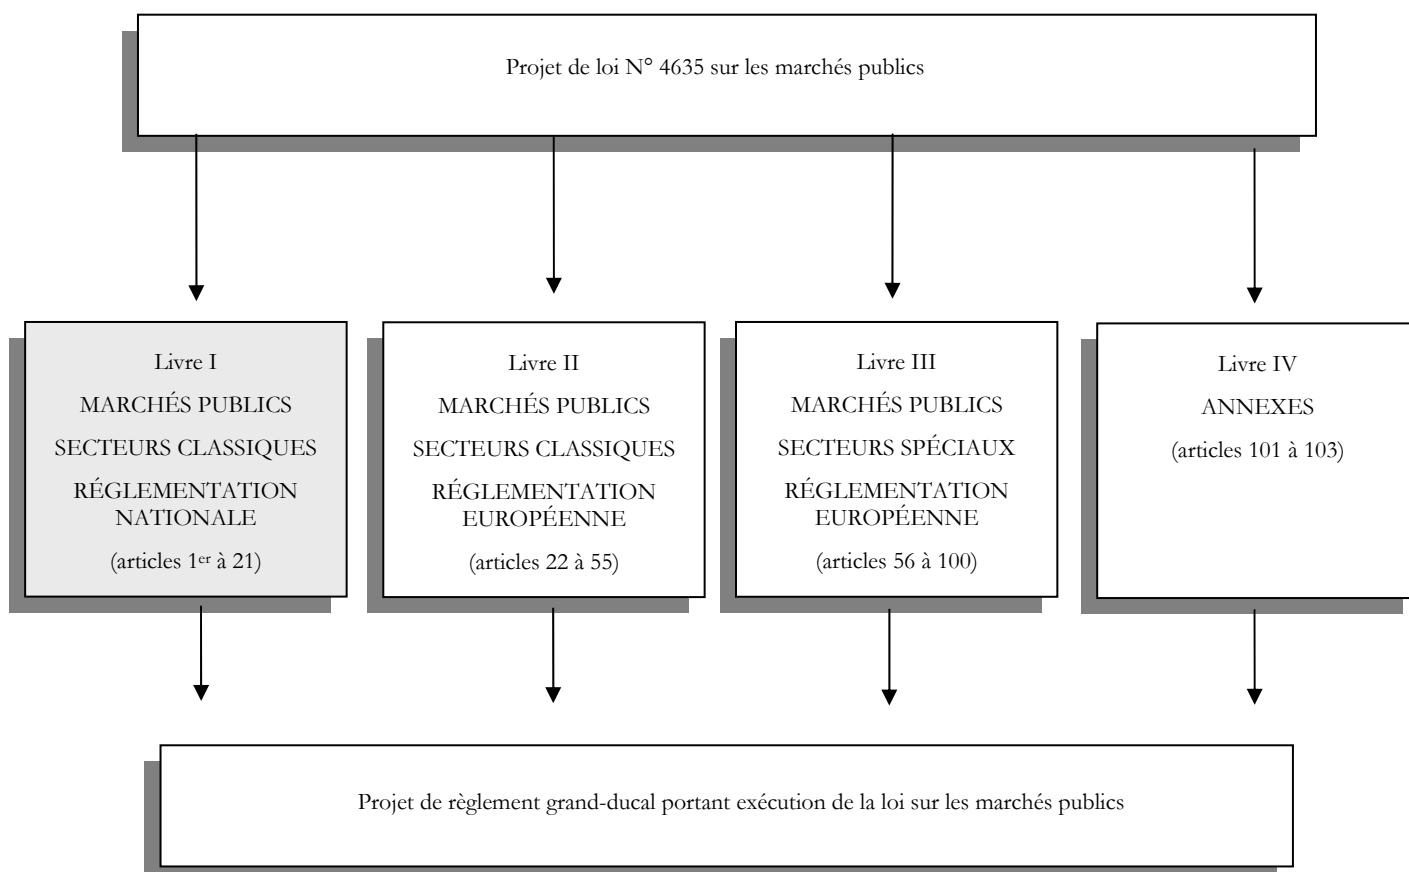 Projet de loi N° 4635 sur les marchés publics
Livre I
MARCHÉS PUBLICS
SECTEURS CLASSIQUES
RÉGLEMENTATION
NATIONALE
(articles 1er à 21)
Livre II
MARCHÉS PUBLICS
SECTEURS CLASSIQUES
RÉGLEMENTATION
EUROPÉENNE
(articles 22 à 55)
Livre III
MARCHÉS PUBLICS
SECTEURS SPÉCIAUX
RÉGLEMENTATION
EUROPÉENNE
(articles 56 à 100)
Livre IV
ANNEXES
(articles 101 à 103)
Projet de règlement grand-ducal portant exécution de la loi sur les marchés publics